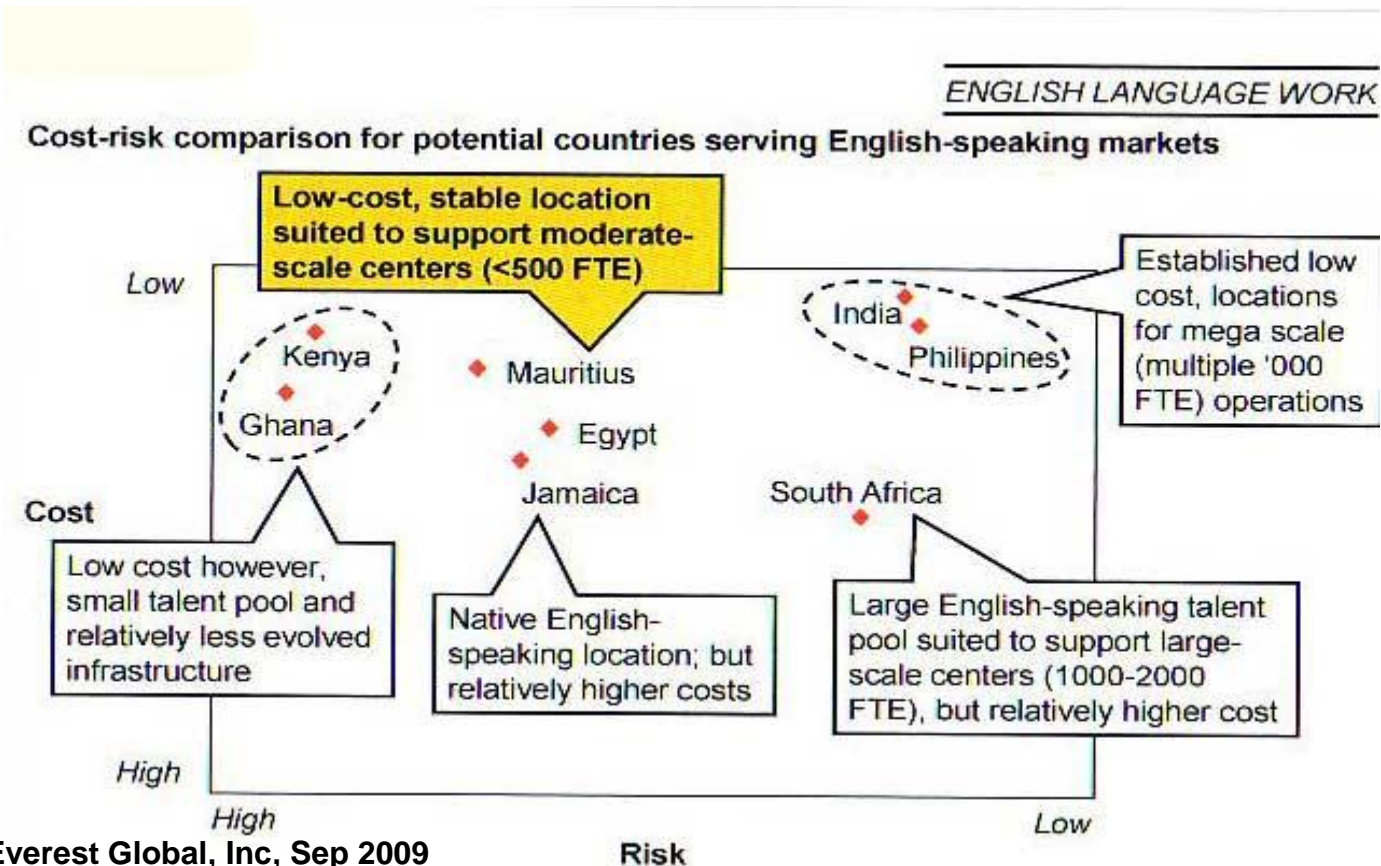 ENGLISH LANGUAGE WORK
Cost-risk comparison for potential countries serving English-speaking markets
Low-cost, stable location
suited to support moderate-
scale centers (<500 FTE)
Low
Kenya
Ghana
Mauritius
Egypt
Jamaica
India
Philippines
South Africa
Established low
cost, locations
for mega scale
(multiple '000
FTE) operations
Cost
Low cost however,
small talent pool and
relatively less evolved
infrastructure
Native English-
speaking location; but
relatively higher costs
Large English-speaking talent
pool suited to support large-
scale centers (1000-2000
FTE), but relatively higher cost
High
High
Low
Everest Global, Inc, Sep 2009
Risk